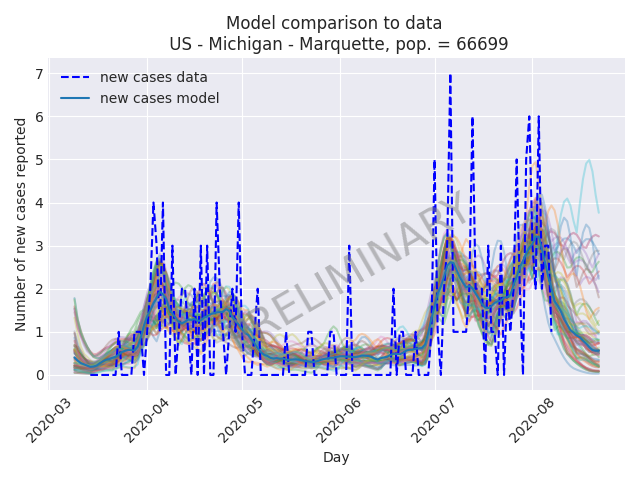 Model comparison to data
US - Michigan - Marquette, pop. = 66699
new cases data
new cases model
7
6
5
4
3
2
1
0
Number of new cases reported
PRELIMINARY
2020-03
2020-04
2020-05
2020-06
2020-07
2020-08
Day